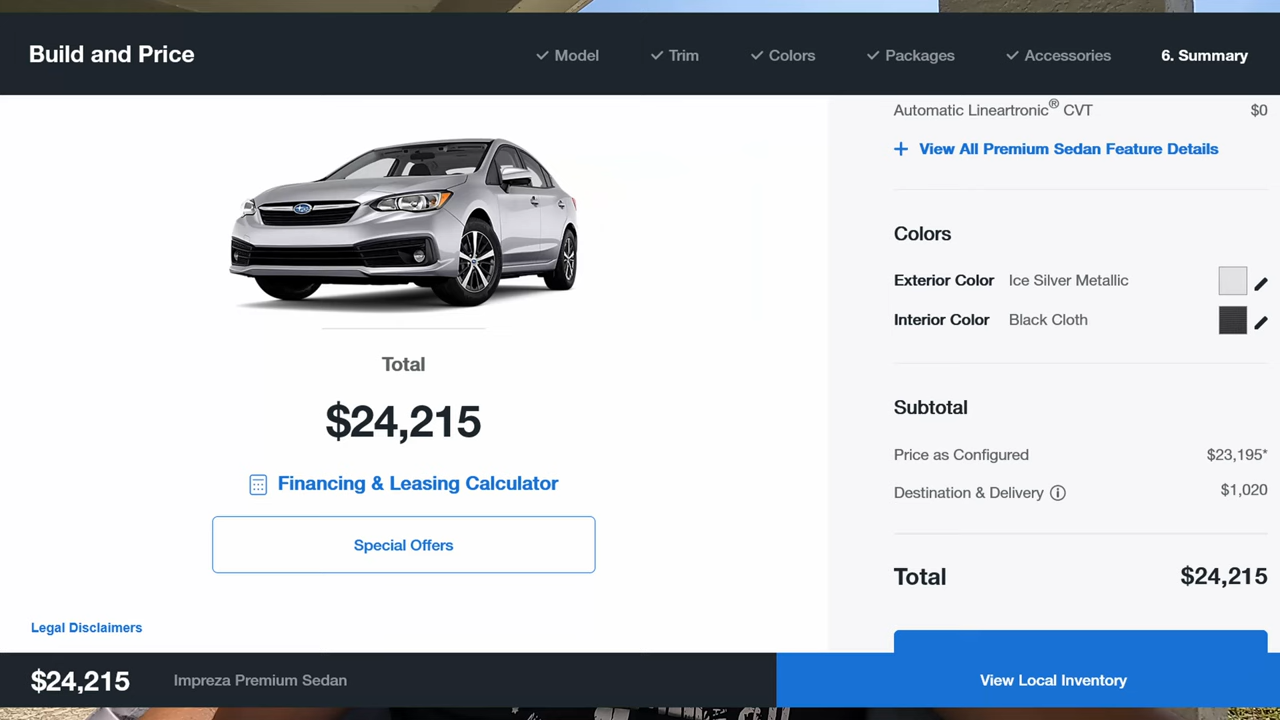 Build and Price
Model
Trim
Colors
Packages
Accessories
6. Summary
Automatic Lineartronic® CVT $0
+ View All Premium Sedan Feature Details
Colors
Exterior Color Ice Silver Metallic
Interior Color Black Cloth
Subtotal
Price as Configured $23,195*
Destination & Delivery $1,020
Total $24,215
Total
$24,215
Financing & Leasing Calculator
Special Offers
Legal Disclaimers
$24,215 Impreza Premium Sedan
View Local Inventory